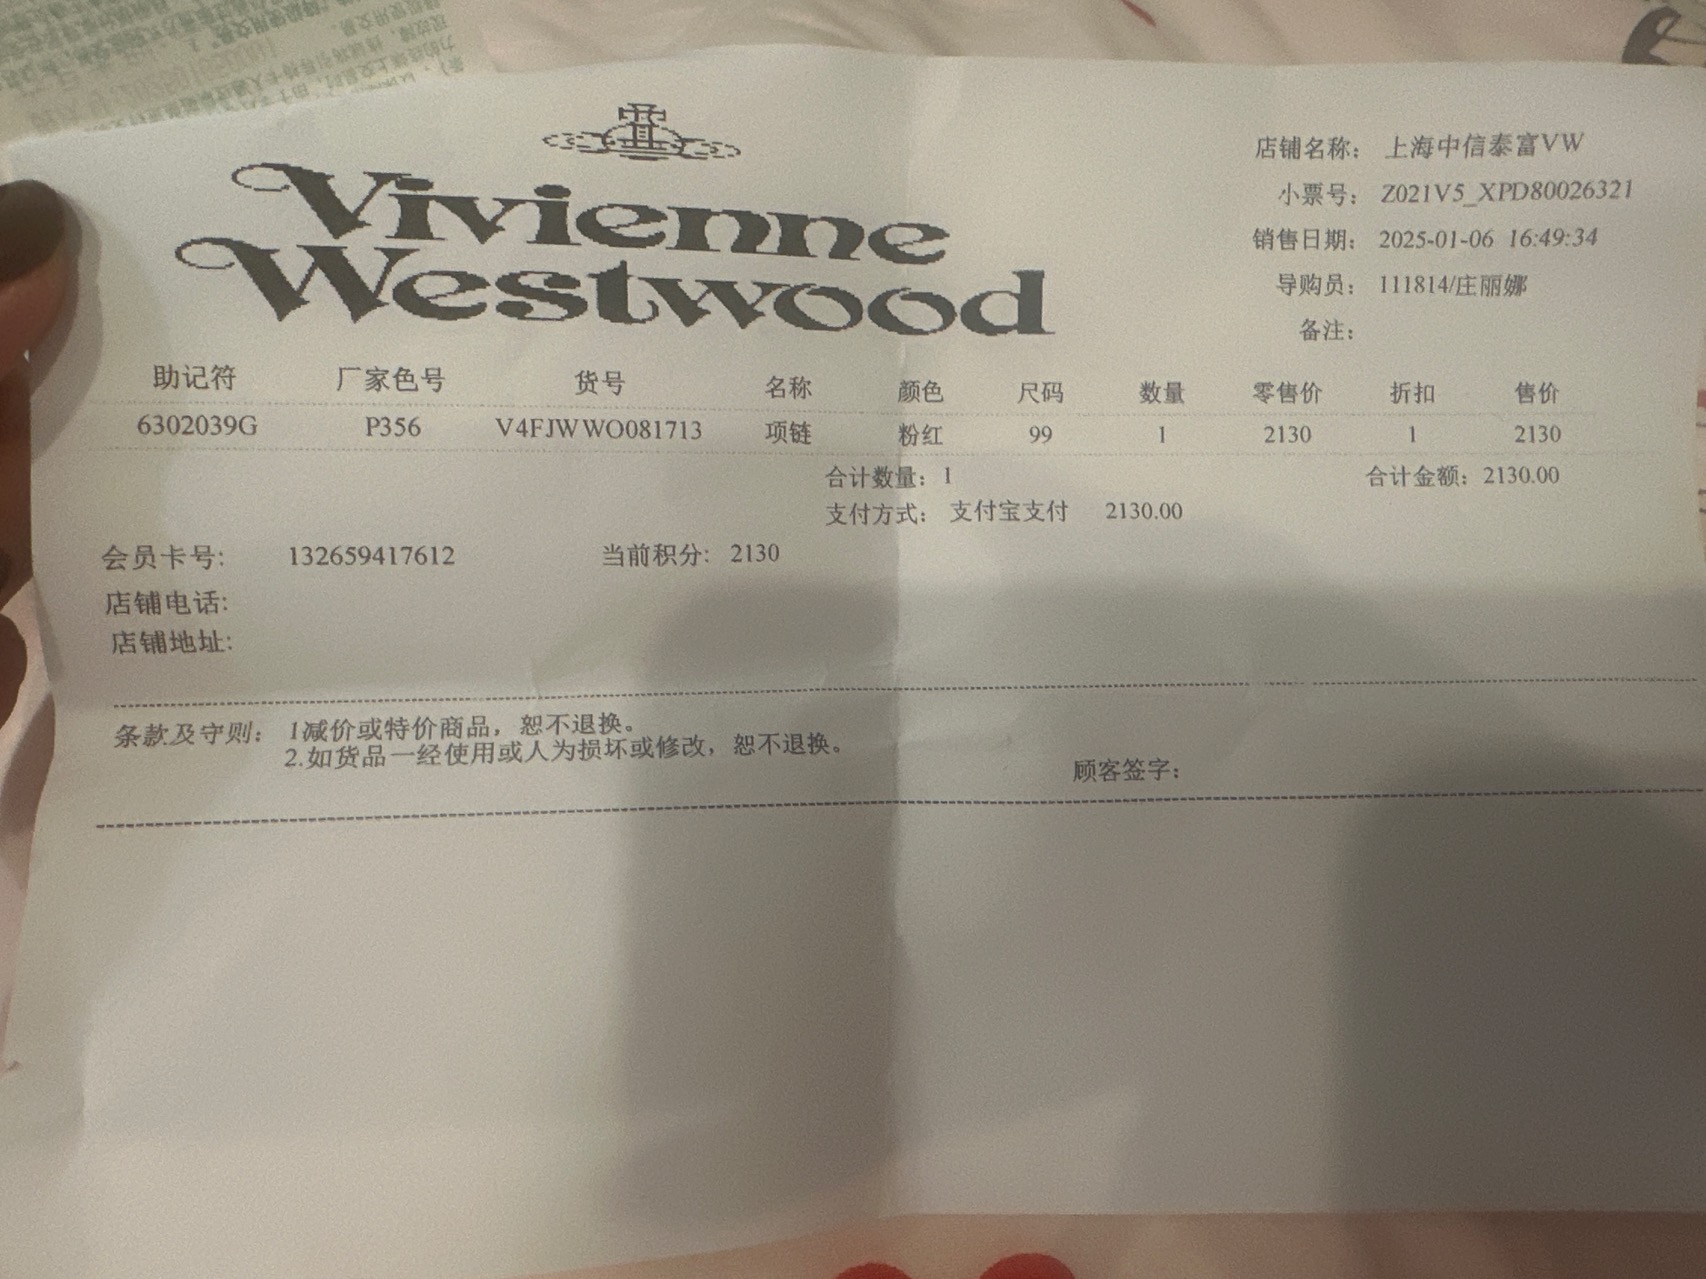 Vivienne
Westwood
店铺名称： 上海中信泰富VW
小票号： Z021V5_XPD80026321
销售日期： 2025-01-06 16:49:34
导购员： 111814/庄丽娜
备注：
助记符 厂家色号 货号 名称 颜色 尺码 数量 零售价 折扣 售价
6302039G P356 V4FJWWO081713 项链 粉红 99 1 2130 1 2130
合计数量：1 合计金额：2130.00
支付方式： 支付宝支付 2130.00
会员卡号: 132659417612 当前积分: 2130
店铺电话:
店铺地址:
条款及守则： 1减价或特价商品，恕不退换。
2.如货品一经使用或人为损坏或修改，恕不退换。
顾客签字：